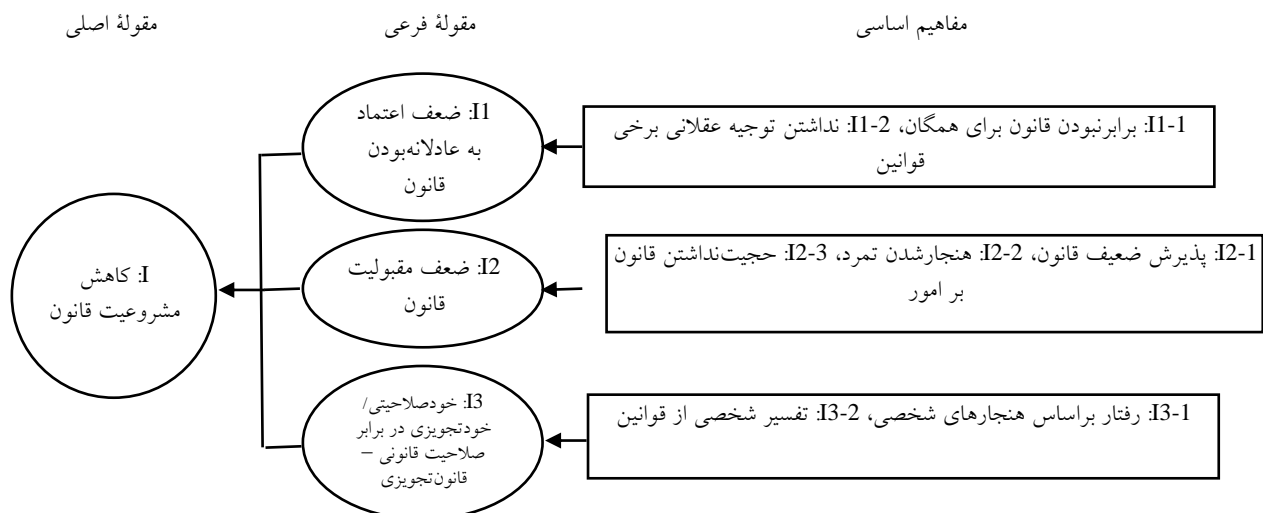 مفاهیم اساسی
مقولهٔ فرعی
مقولهٔ اصلی
I1-1: برابرنبودن قانون برای همگان، I1-2: نداشتن توجیه عقلانی برخی
قوانین
I1: ضعف اعتماد
به عادلانه‌بودن
قانون
I2-1: پذیرش ضعیف قانون، I2-2: هنجارشدن تمرد، I2-3: حجیت‌نداشتن قانون
بر امور
I2: ضعف مقبولیت
قانون
I: کاهش
مشروعیت قانون
I3-1: رفتار براساس هنجارهای شخصی، I3-2: تفسیر شخصی از قوانین
I3: خودصلاحیتی/
خودتجویزی در برابر
صلاحیت قانونی –
قانون‌تجویزی